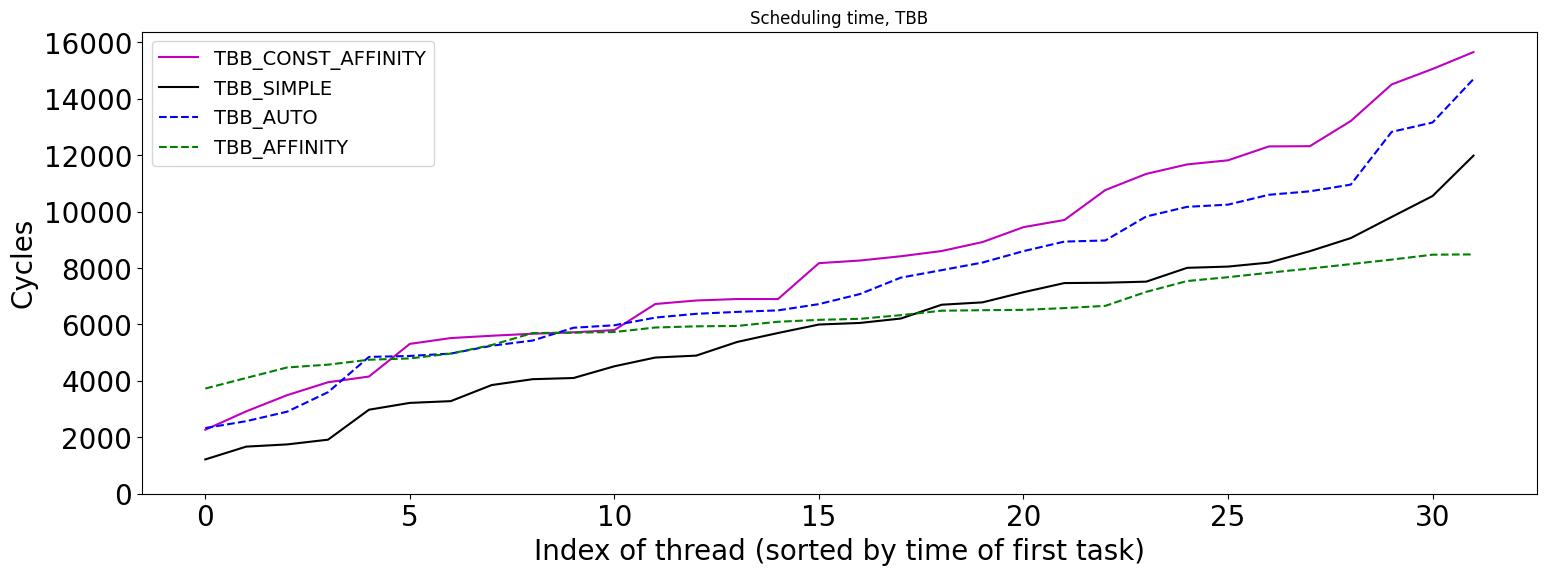 Scheduling time, TBB
TBB_CONST_AFFINITY
TBB_SIMPLE
TBB_AUTO
TBB_AFFINITY
Cycles
16000
14000
12000
10000
8000
6000
4000
2000
0
0 5 10 15 20 25 30
Index of thread (sorted by time of first task)